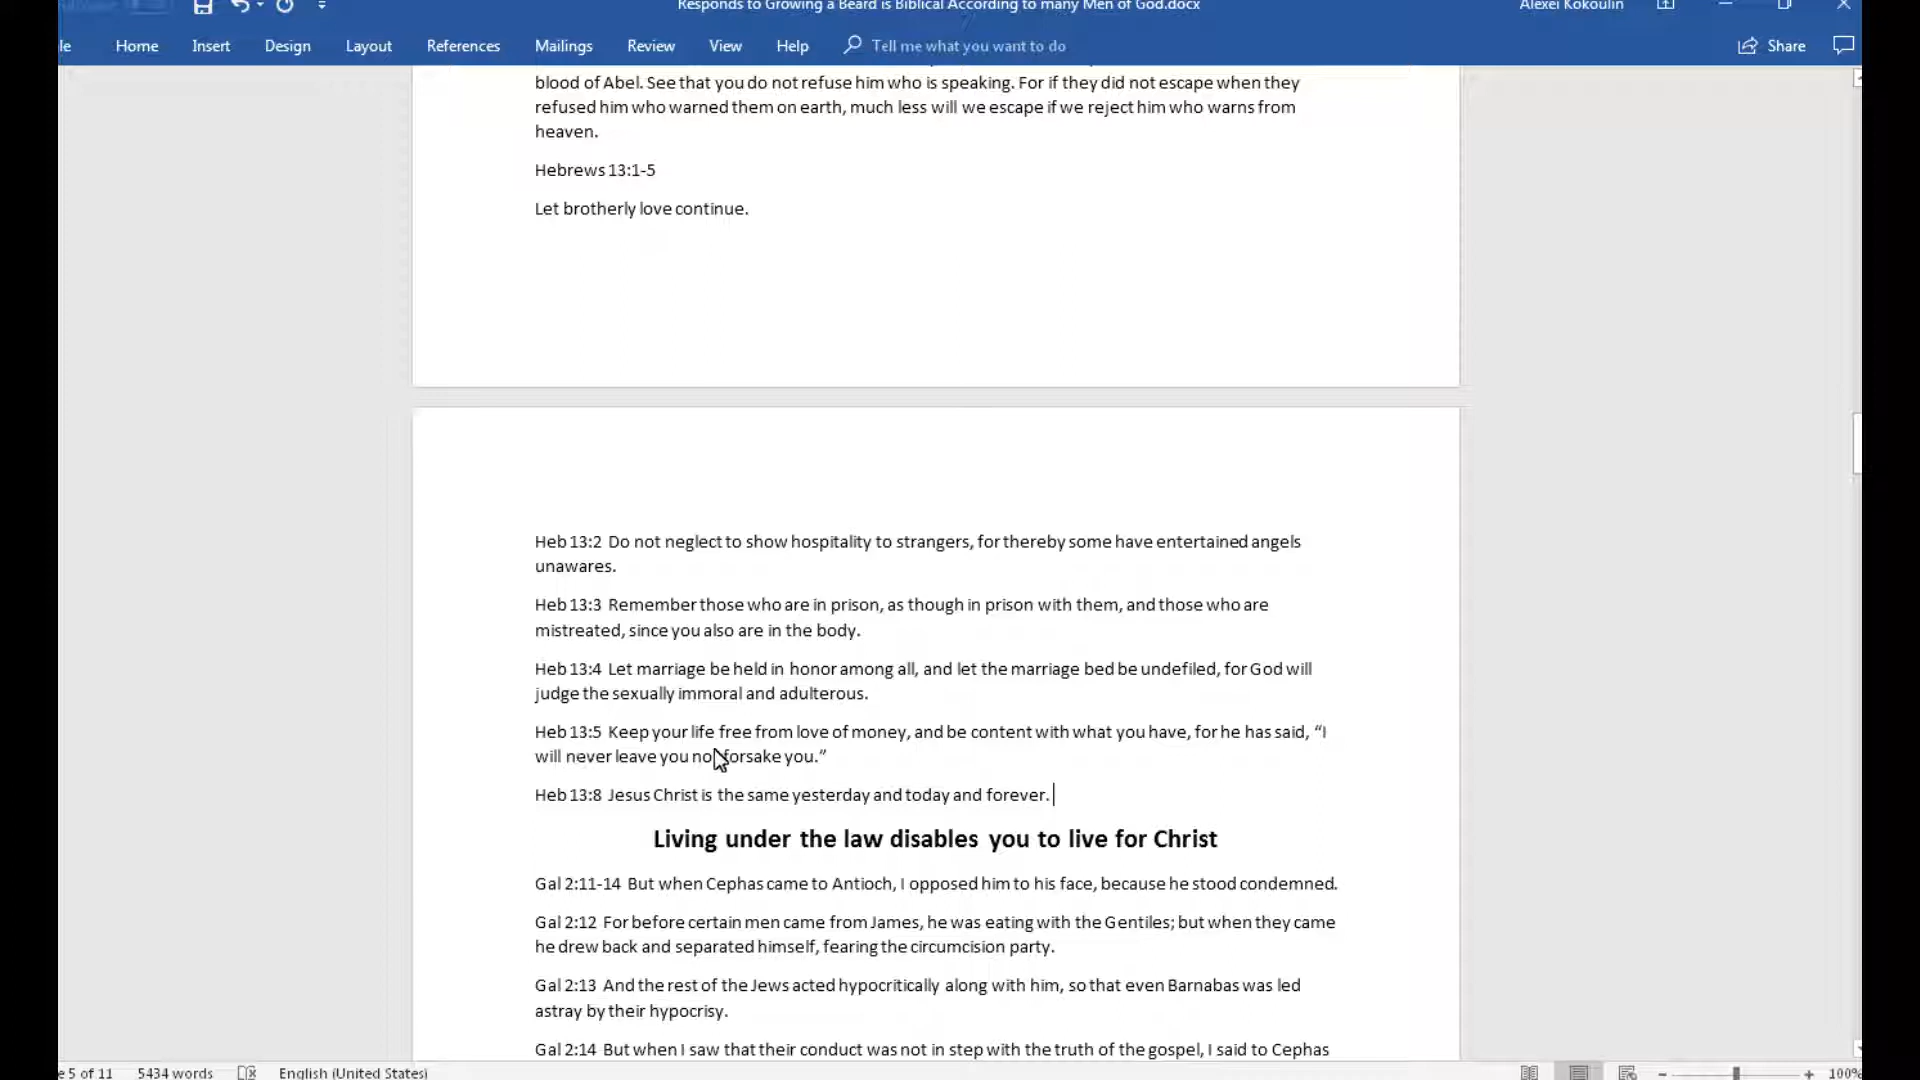 Responds to Growing a Beard is Biblical According to many Men of God.docx
Alexei Kokoulin
le Home Insert Design Layout References Mailings Review View Help Tell me what you want to do Share
blood of Abel. See that you do not refuse him who is speaking. For if they did not escape when they
refused him who warned them on earth, much less will we escape if we reject him who warns from
heaven.
Hebrews 13:1-5
Let brotherly love continue.
Heb 13:2 Do not neglect to show hospitality to strangers, for thereby some have entertained angels
unawares.
Heb 13:3 Remember those who are in prison, as though in prison with them, and those who are
mistreated, since you also are in the body.
Heb 13:4 Let marriage be held in honor among all, and let the marriage bed be undefiled, for God will
judge the sexually immoral and adulterous.
Heb 13:5 Keep your life free from love of money, and be content with what you have, for he has said, “I
will never leave you no forsake you.”
Heb 13:8 Jesus Christ is the same yesterday and today and forever.
Living under the law disables you to live for Christ
Gal 2:11-14 But when Cephas came to Antioch, I opposed him to his face, because he stood condemned.
Gal 2:12 For before certain men came from James, he was eating with the Gentiles; but when they came
he drew back and separated himself, fearing the circumcision party.
Gal 2:13 And the rest of the Jews acted hypocritically along with him, so that even Barnabas was led
astray by their hypocrisy.
Gal 2:14 But when I saw that their conduct was not in step with the truth of the gospel, I said to Cephas
e 5 of 11 5434 words English (United States) 100%